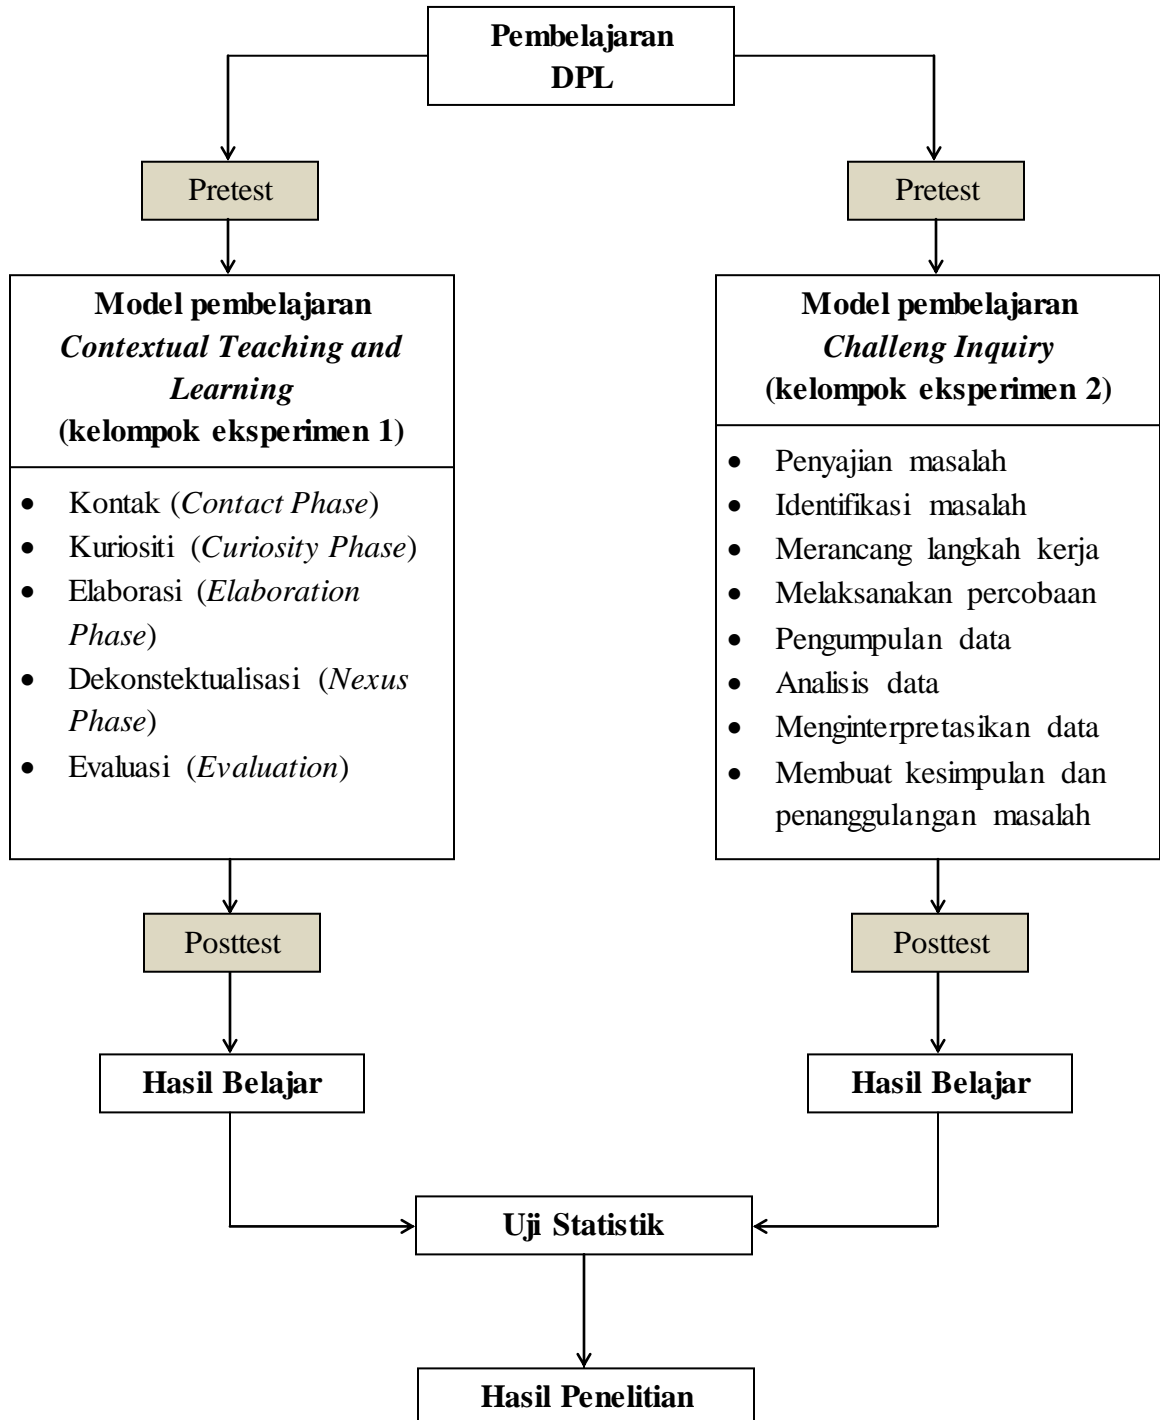 Pembelajaran
DPL
Pretest
Pretest
Model pembelajaran
Contextual Teaching and
Learning
(kelompok eksperimen 1)
• Kontak (Contact Phase)
• Kuriositi (Curiosity Phase)
• Elaborasi (Elaboration
Phase)
• Dekonstektualisasi (Nexus
Phase)
• Evaluasi (Evaluation)
Model pembelajaran
Challeng Inquiry
(kelompok eksperimen 2)
• Penyajian masalah
• Identifikasi masalah
• Merancang langkah kerja
• Melaksanakan percobaan
• Pengumpulan data
• Analisis data
• Menginterpretasikan data
• Membuat kesimpulan dan
penanggulangan masalah
Posttest
Posttest
Hasil Belajar
Hasil Belajar
Uji Statistik
Hasil Penelitian